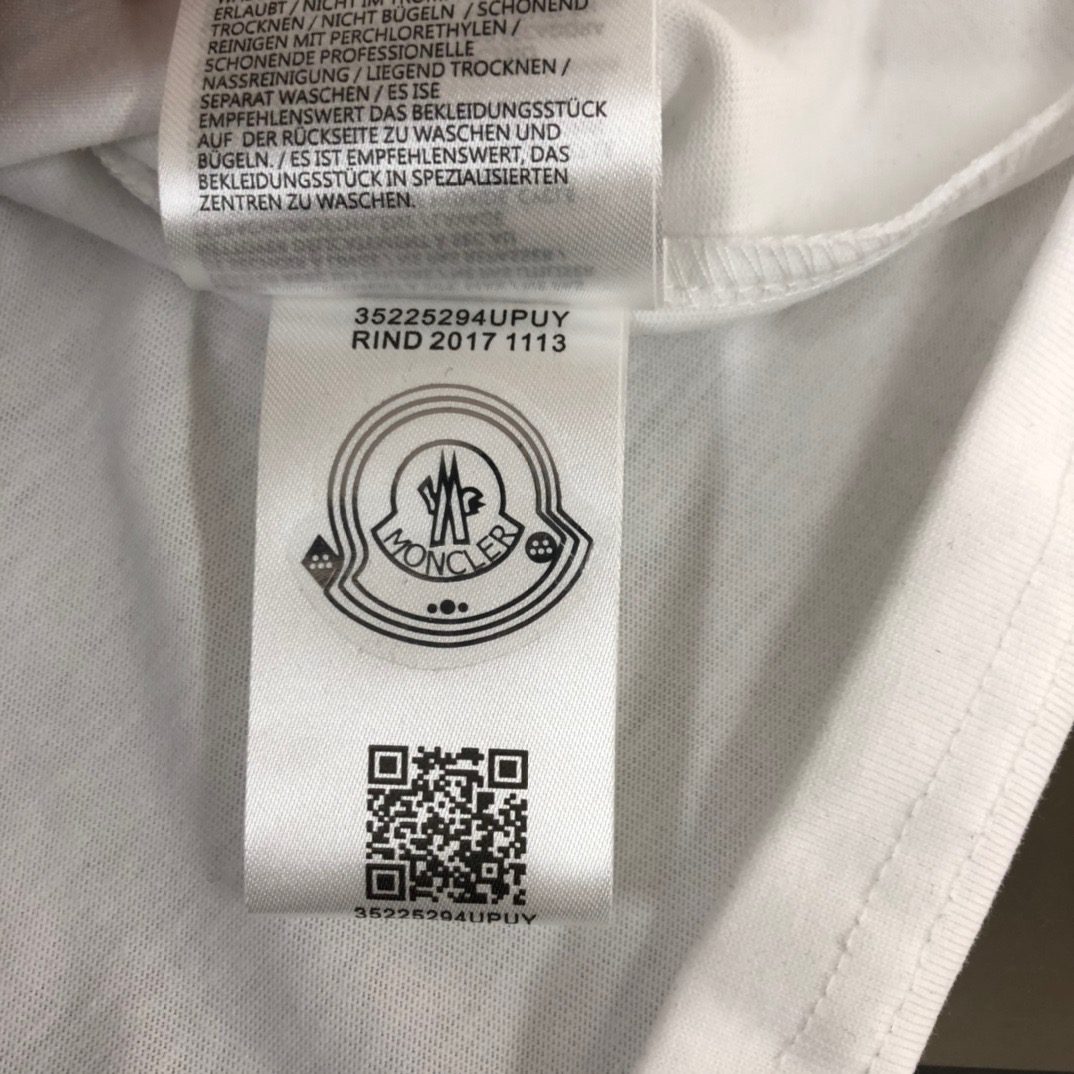 ERLAUBT / NICHT IM
TROCKNEN / NICHT BÜGELN / SCHONEND
REINIGEN MIT PERCHLORETHYLEN /
SCHONENDE PROFESSIONELLE
NASSREINIGUNG / LIEGEND TROCKNEN /
SEPARAT WASCHEN / ES ISE
EMPFEHLENSWERT DAS BEKLEIDUNGSSTÜCK
AUF DER RÜCKSEITE ZU WASCHEN UND
BÜGELN. / ES IST EMPFEHLENSWERT, DAS
BEKLEIDUNGSSTÜCK IN SPEZIALISIERTEN
ZENTREN ZU WASCHEN.
35225294UPUY
RIND 2017 1113
MONCLER
35225294UPUY